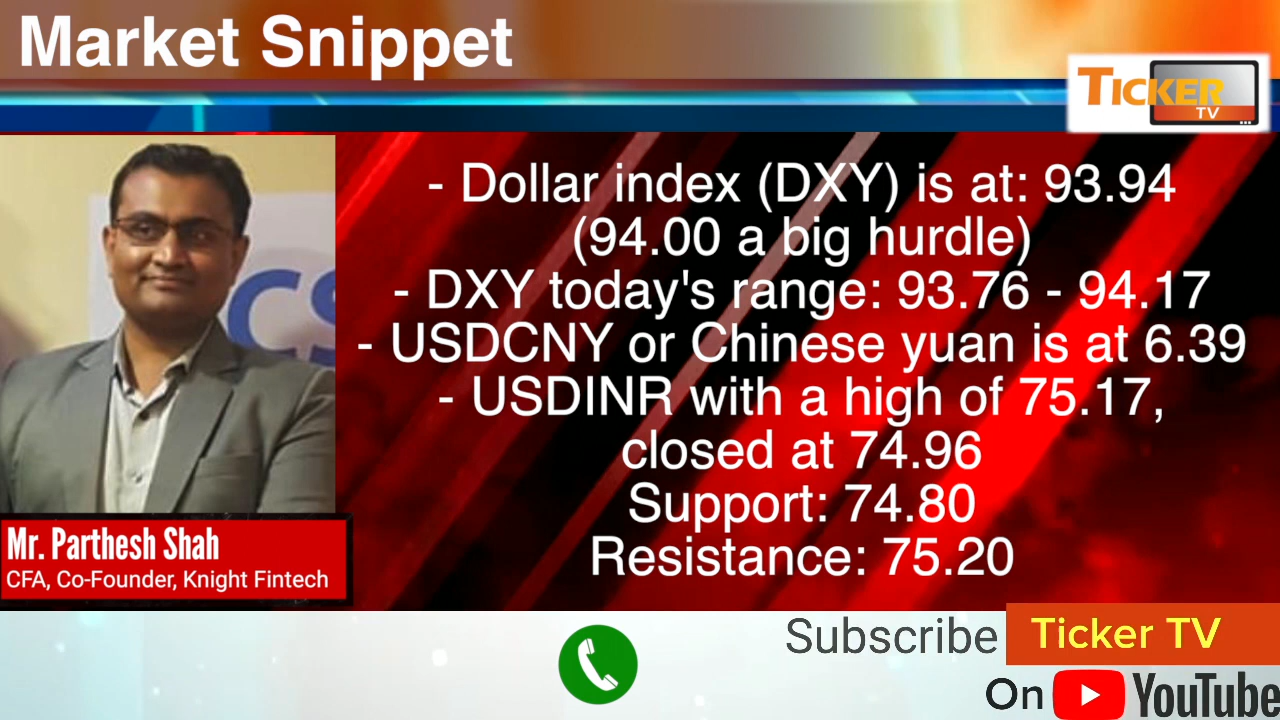 Market Snippet
TICKER
TV
- Dollar index (DXY) is at: 93.94
(94.00 a big hurdle)
- DXY today's range: 93.76 - 94.17
- USDCNY or Chinese yuan is at 6.39
- USDINR with a high of 75.17,
closed at 74.96
Support: 74.80
Resistance: 75.20
CS
Mr. Parthesh Shah
CFA, Co-Founder, Knight Fintech
Subscribe Ticker TV
On YouTube